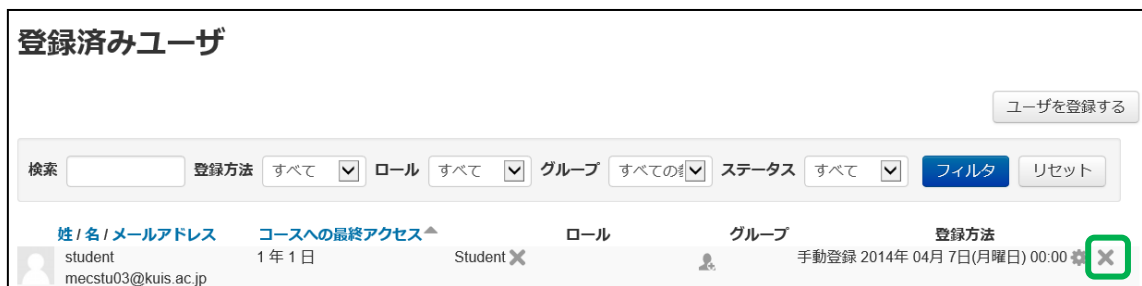 登録済みユーザ
ユーザを登録する
検索 登録方法 すべて ロール すべて グループ すべての ステータス すべて フィルタ リセット
姓 / 名 / メールアドレス コースへの最終アクセス ロール グループ 登録方法
student 1 年 1 日 Student 手動登録 2014年 04月 7日(月曜日) 00:00
mecstu03@kuis.ac.jp